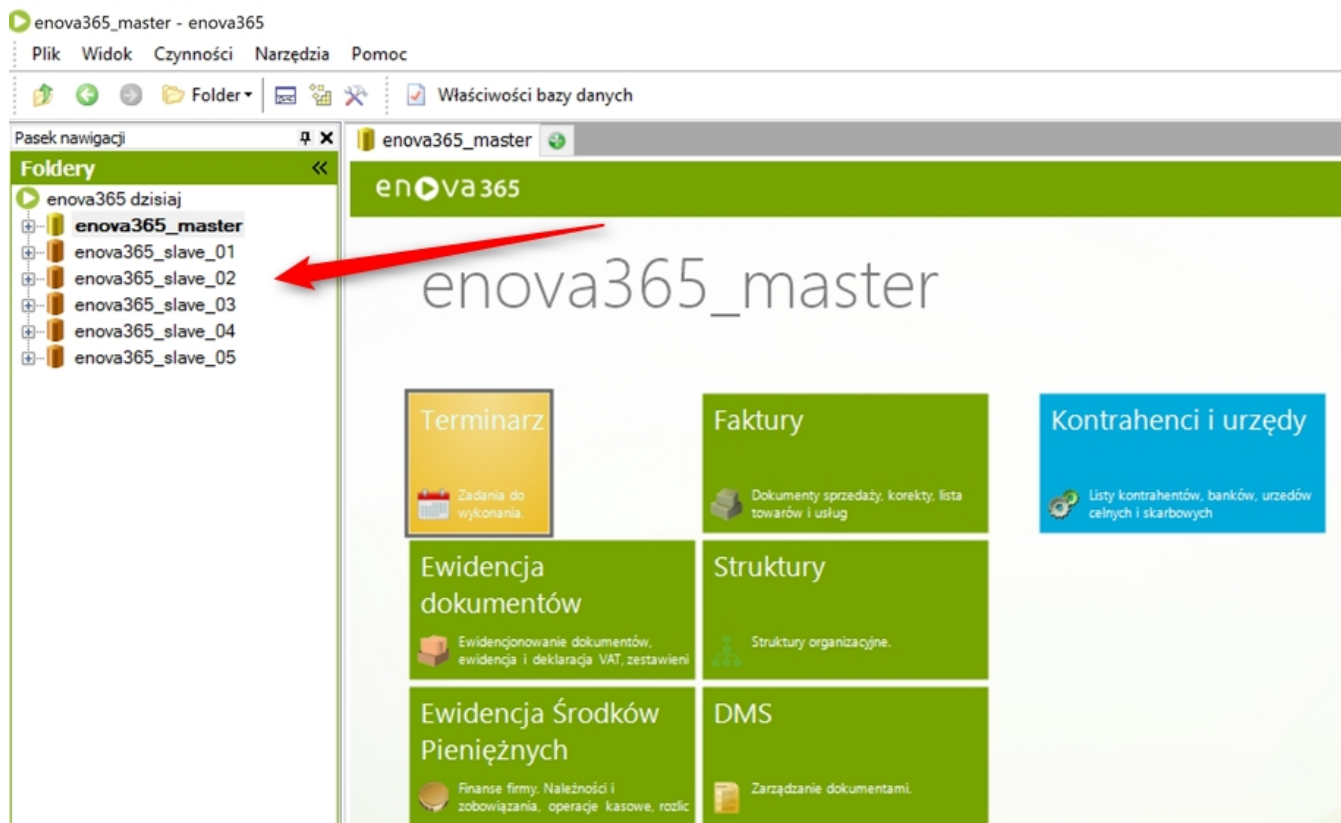 enova365_master - enova365
Plik Widok Czynności Narzędzia Pomoc
Folder Właściwości bazy danych
Pasek nawigacji
enova365_master
Foldery
enova365
enova365 dzisiaj
enova365_master
enova365_slave_01
enova365_slave_02
enova365_slave_03
enova365_slave_04
enova365_slave_05
enova365_master
Terminarz
Zadania do
wykonania.
Faktury
Dokumenty sprzedaży, korekty, lista
towarów i usług
Kontrahenci i urzędy
Listy kontrahentów, banków, urzedów
celnych i skarbowych
Ewidencja
dokumentów
Ewidencjonowanie dokumentów,
ewidencja i deklaracja VAT, zestawieni
Struktury
Struktury organizacyjne.
Ewidencja Środków
Pieniężnych
Finanse firmy. Należności i
zobowiązania, operacje kasowe, rozlic
DMS
Zarządzanie dokumentami.